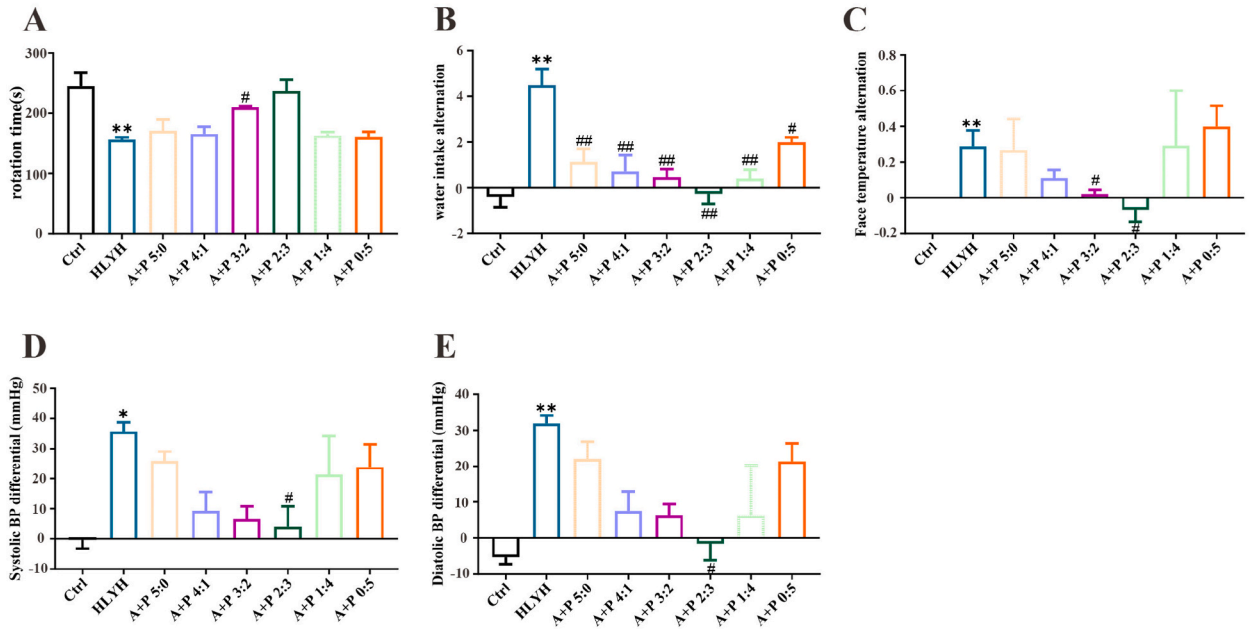 A
rotation time(s)
300
200
100
0
**
#
Ctrl
HLYH
A+P 5:0
A+P 4:1
A+P 3:2
A+P 2:3
A+P 1:4
A+P 0:5
B
water intake alternation
6
4
2
0
-2
**
##
##
##
##
##
#
Ctrl
HLYH
A+P 5:0
A+P 4:1
A+P 3:2
A+P 2:3
A+P 1:4
A+P 0:5
C
Face temperature alternation
0.8
0.6
0.4
0.2
0.0
-0.2
**
#
#
Ctrl
HLYH
A+P 5:0
A+P 4:1
A+P 3:2
A+P 2:3
A+P 1:4
A+P 0:5
D
Systolic BP differential (mmHg)
50
40
30
20
10
0
-10
*
#
Ctrl
HLYH
A+P 5:0
A+P 4:1
A+P 3:2
A+P 2:3
A+P 1:4
A+P 0:5
E
Diatolic BP differential (mmHg)
40
30
20
10
0
-10
**
#
Ctrl
HLYH
A+P 5:0
A+P 4:1
A+P 3:2
A+P 2:3
A+P 1:4
A+P 0:5